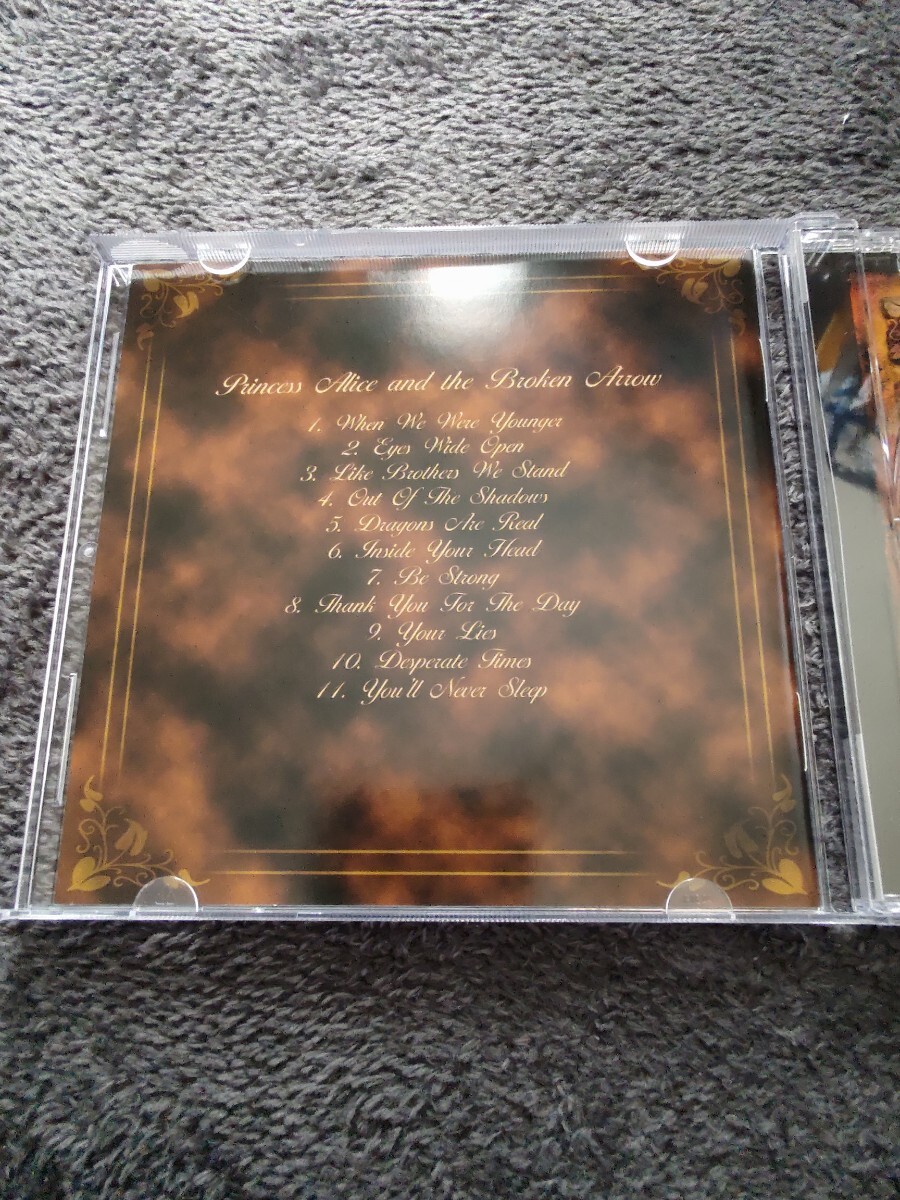 Princess Alice and the Broken Arrow
1. When We Were Younger
2. Eyes Wide Open
3. Like Brothers We Stand
4. Out Of The Shadows
5. Dragons Are Real
6. Inside Your Head
7. Be Strong
8. Thank You For The Day
9. Your Lies
10. Desperate Times
11. You'll Never Sleep